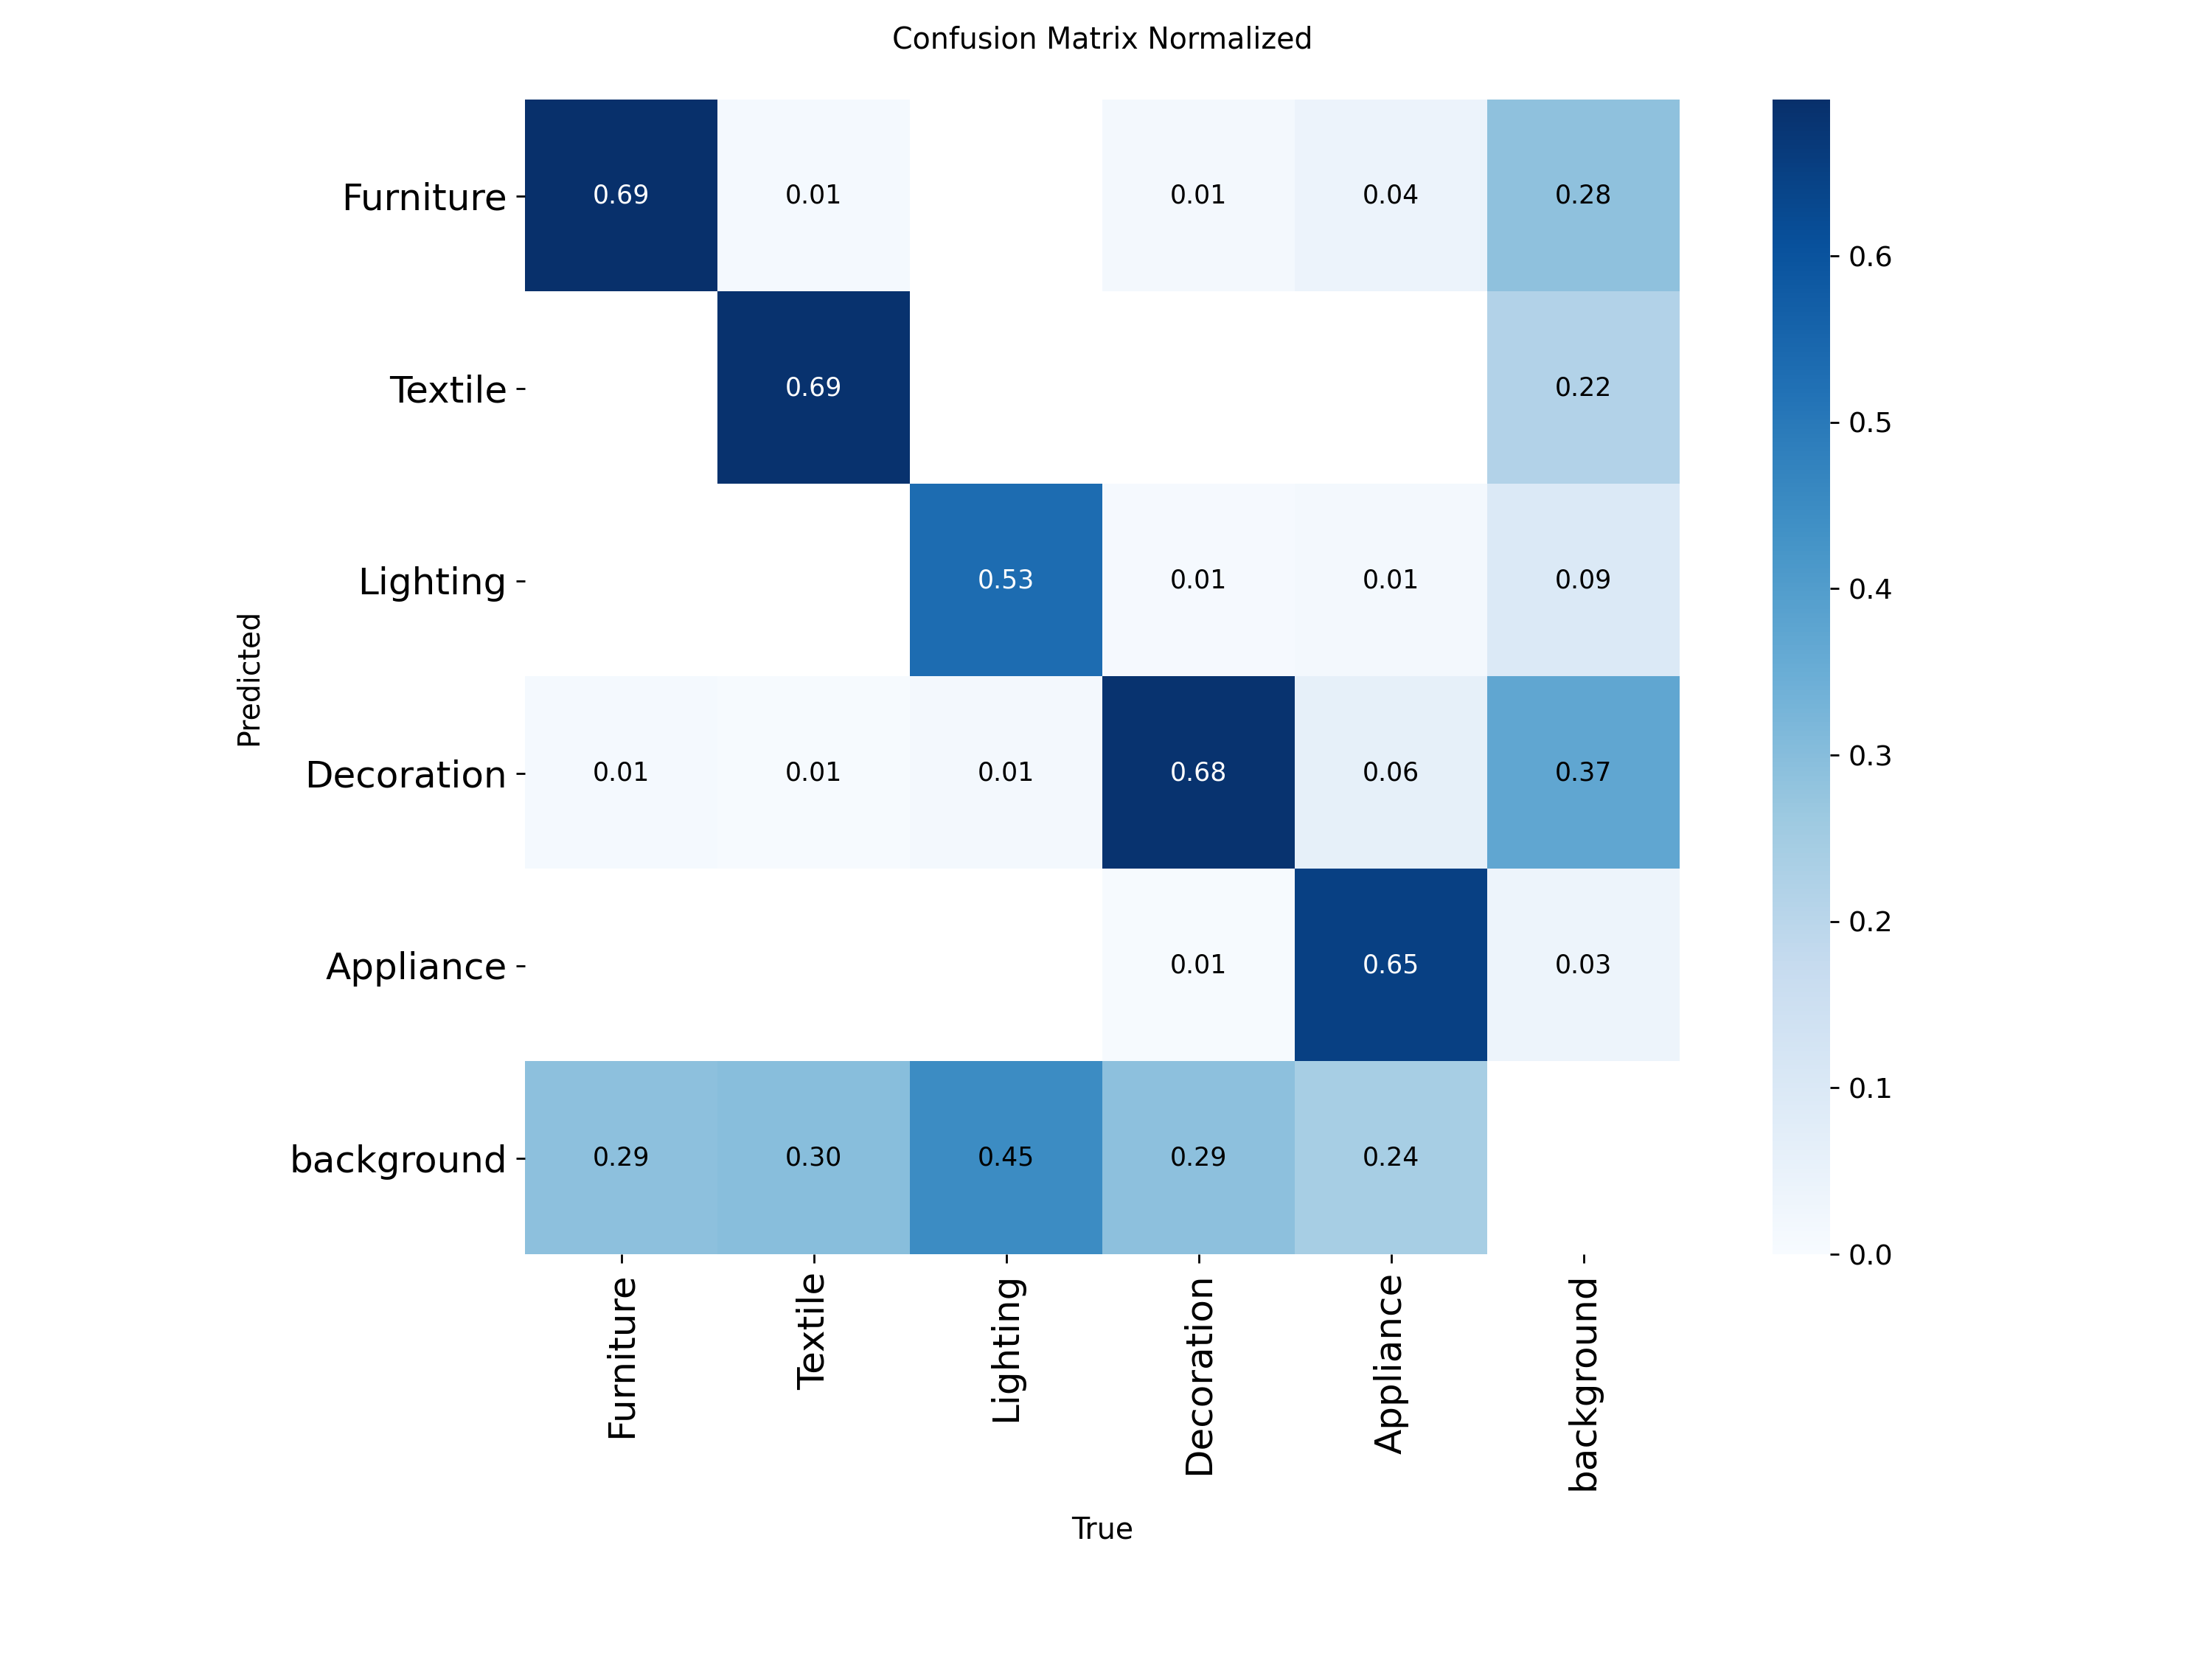 Confusion Matrix Normalized
Furniture 0.69 0.01 0.01 0.04 0.28
Textile 0.69 0.22
Lighting 0.53 0.01 0.01 0.09
Decoration 0.01 0.01 0.01 0.68 0.06 0.37
Appliance 0.01 0.65 0.03
background 0.29 0.30 0.45 0.29 0.24
Predicted
Furniture Textile Lighting Decoration Appliance background
True
0.6
0.5
0.4
0.3
0.2
0.1
0.0